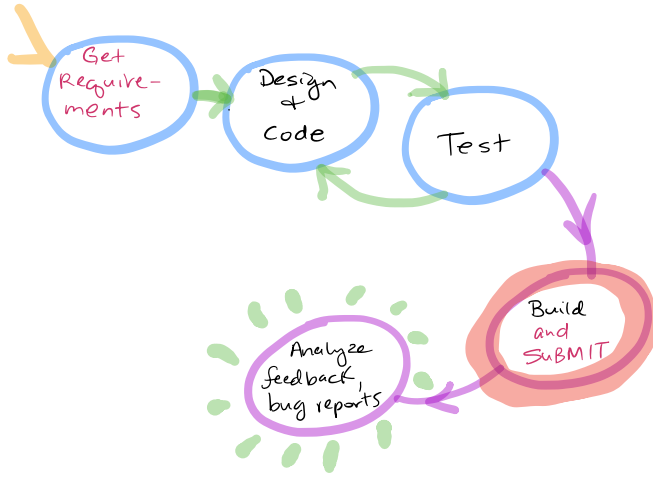 Get
Require-
ments
Design
&
Code
Test
Build
and
SUBMIT
Analyze
feedback,
bug reports